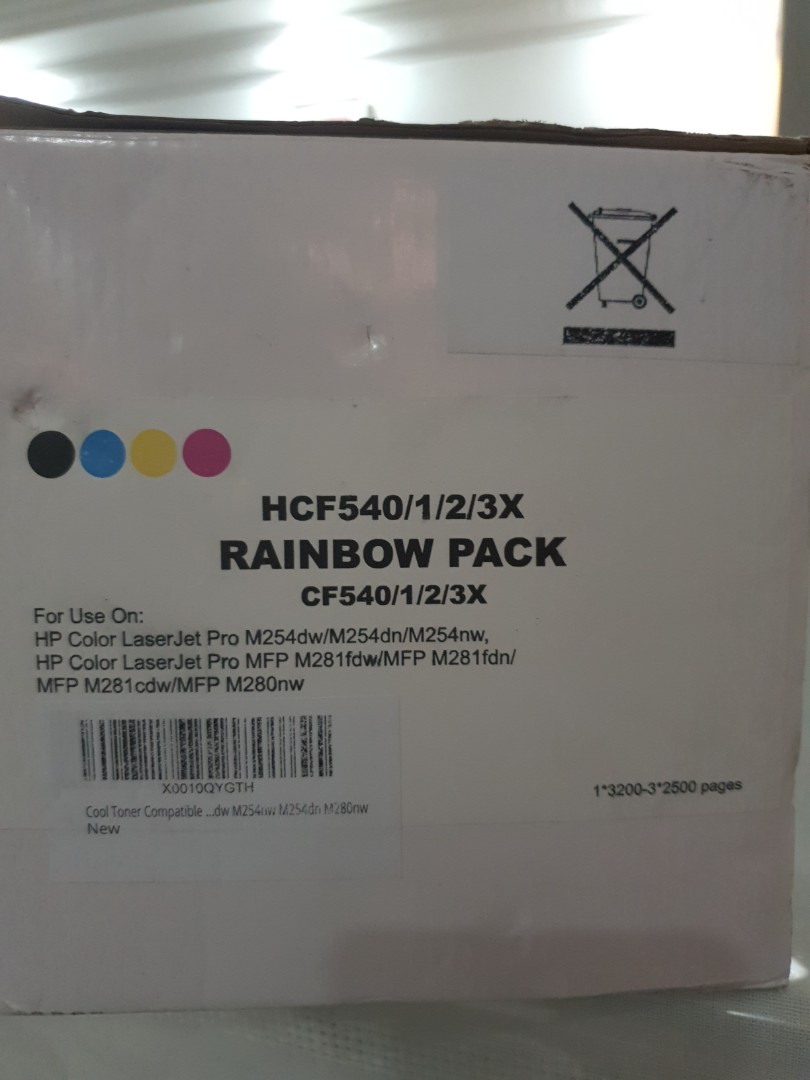 HCF540/1/2/3X
RAINBOW PACK
CF540/1/2/3X
For Use On:
HP Color LaserJet Pro M254dw/M254dn/M254nw,
HP Color LaserJet Pro MFP M281fdw/MFP M281fdn/
MFP M281cdw/MFP M280nw
X0010QYGTH
Cool Toner Compatible ...dw M254nw M254dn M280nw
New
1*3200-3*2500 pages